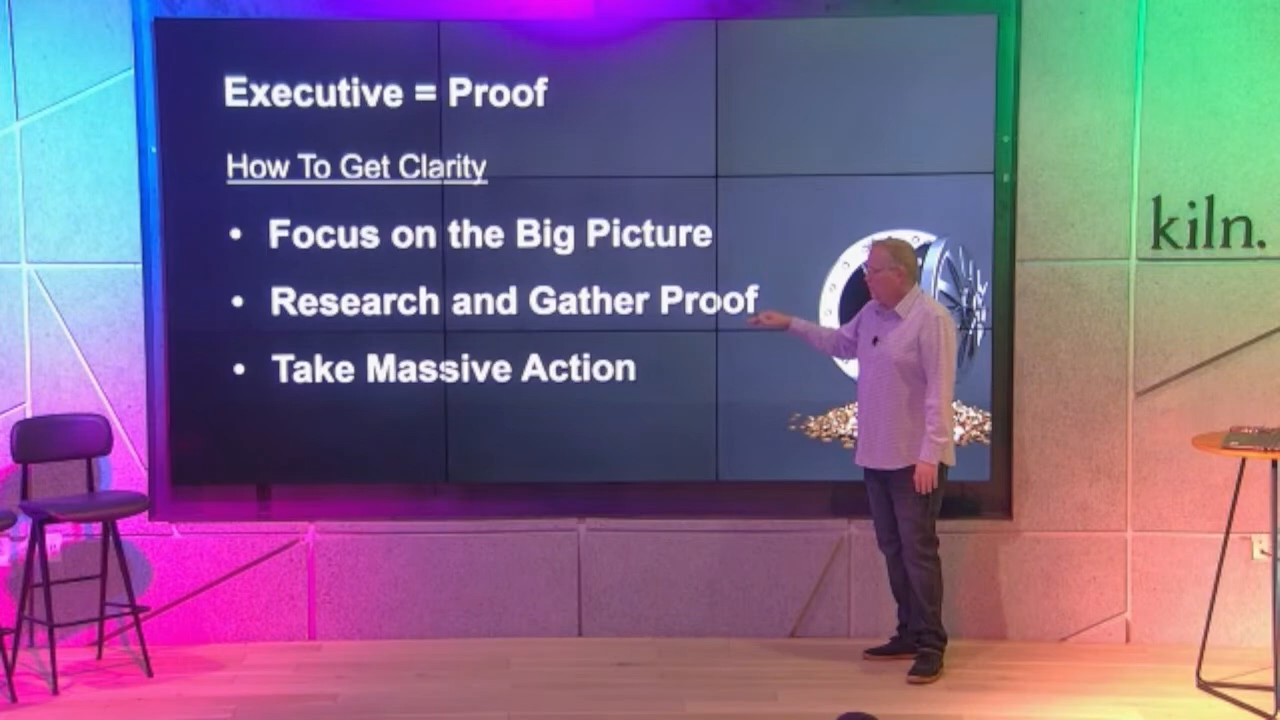 Executive = Proof
How To Get Clarity
• Focus on the Big Picture
• Research and Gather Proof
• Take Massive Action
kiln.